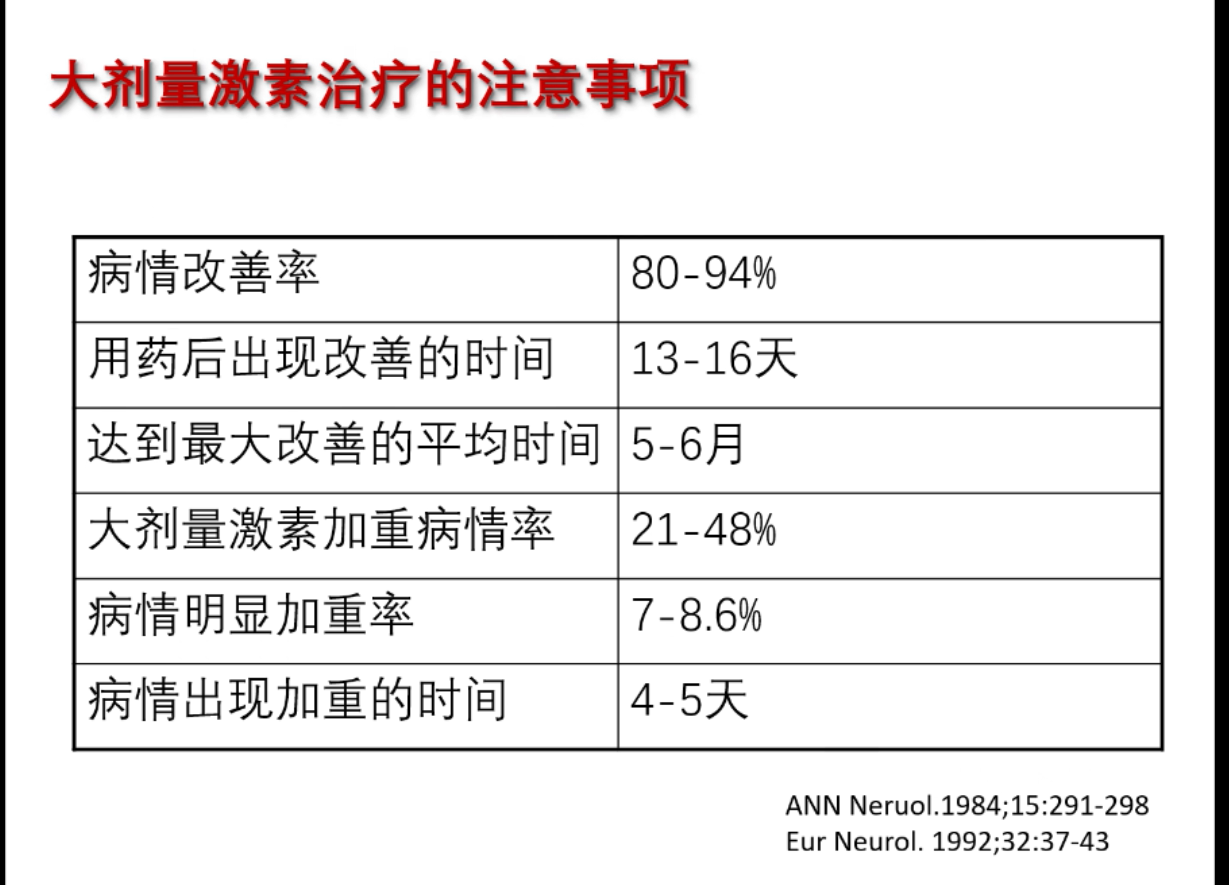 大剂量激素治疗的注意事项
病情改善率 80-94%
用药后出现改善的时间 13-16天
达到最大改善的平均时间 5-6月
大剂量激素加重病情率 21-48%
病情明显加重率 7-8.6%
病情出现加重的时间 4-5天
ANN Neruol.1984;15:291-298
Eur Neurol. 1992;32:37-43